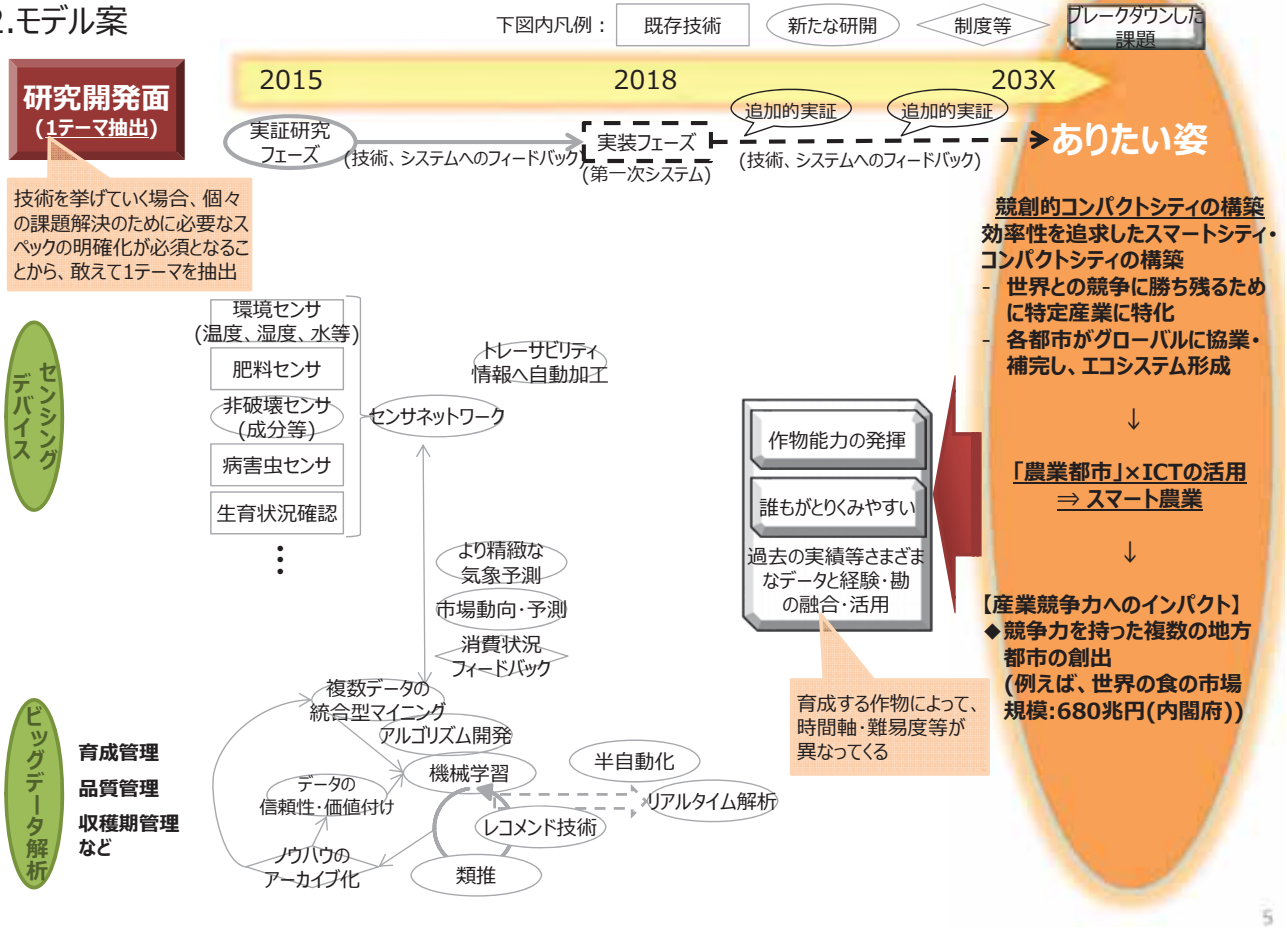 2.モデル案
下図内凡例：
既存技術
新たな研開
制度等
ブレークダウンした
課題
研究開発面
(1テーマ抽出)
2015
2018
203X
実証研究
フェーズ
(技術、システムへのフィードバック)
実装フェーズ
(第一次システム)
追加的実証
追加的実証
(技術、システムへのフィードバック)
ありたい姿
技術を挙げていく場合、個々
の課題解決のために必要なス
ペックの明確化が必須となるこ
とから、敢えて1テーマを抽出
競創的コンパクトシティの構築
効率性を追求したスマートシティ・
コンパクトシティの構築
- 世界との競争に勝ち残るため
に特定産業に特化
- 各都市がグローバルに協業・
補完し、エコシステム形成
↓
「農業都市」×ICTの活用
⇒ スマート農業
↓
【産業競争力へのインパクト】
◆競争力を持った複数の地方
都市の創出
(例えば、世界の食の市場
規模:680兆円(内閣府))
センシング
デバイス
環境センサ
(温度、湿度、水等)
肥料センサ
非破壊センサ
(成分等)
病害虫センサ
生育状況確認
⋮
センサネットワーク
トレーサビリティ
情報へ自動加工
より精緻な
気象予測
市場動向・予測
消費状況
フィードバック
作物能力の発揮
誰もがとりくみやすい
過去の実績等さまざま
なデータと経験・勘
の融合・活用
育成する作物によって、
時間軸・難易度等が
異なってくる
ビッグデータ解析
育成管理
品質管理
収穫期管理
など
複数データの
統合型マイニング
アルゴリズム開発
機械学習
データの
信頼性・価値付け
ノウハウの
アーカイブ化
レコメンド技術
類推
半自動化
リアルタイム解析
5